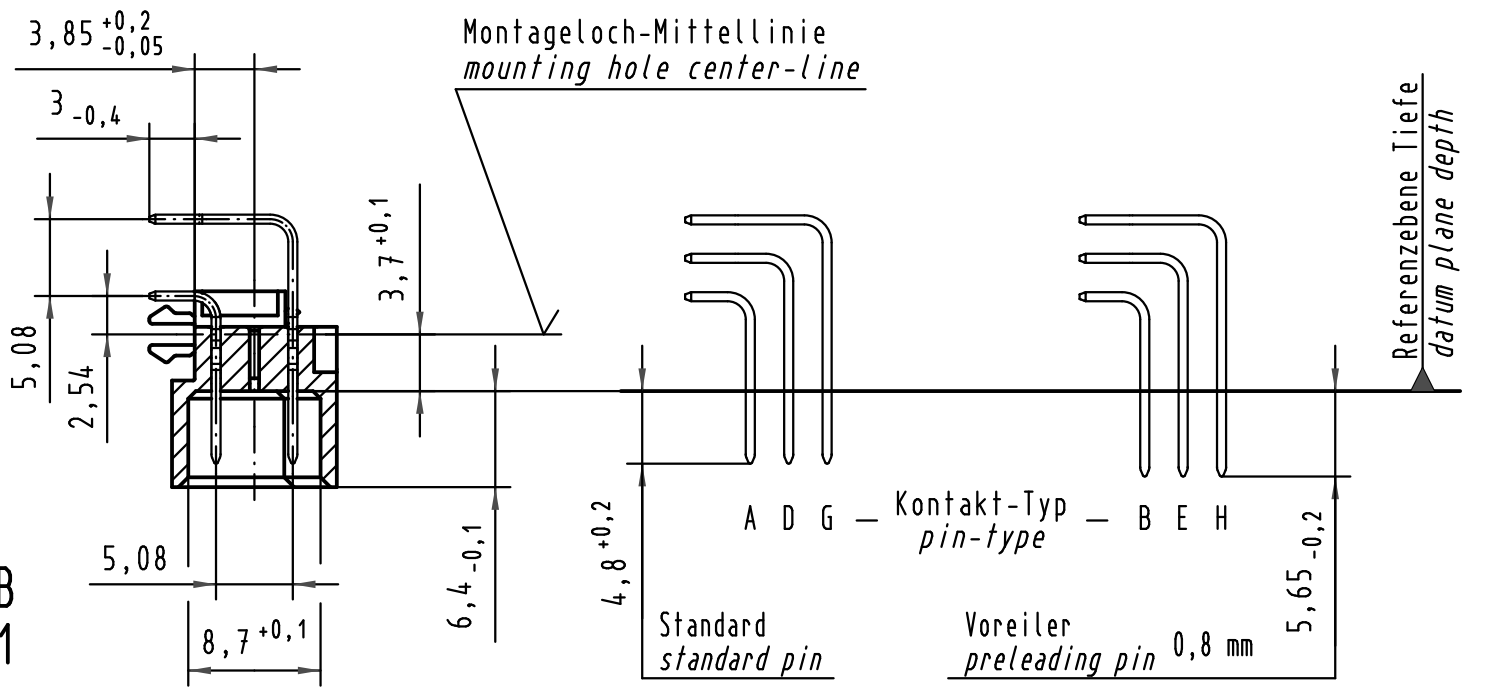 3,85 +0,2 -0,05
3 -0,4
5,08
2,54
3,7 +0,1
Montageloch-Mittellinie
mounting hole center-line
Referenzebene Tiefe
datum plane depth
A D G — Kontakt-Typ — B E H
pin-type
5,08
8,7 +0,1
6,4 -0,1
4,8 +0,2
Standard
standard pin
Voreiler
preleading pin 0,8 mm
5,65 -0,2
B
1